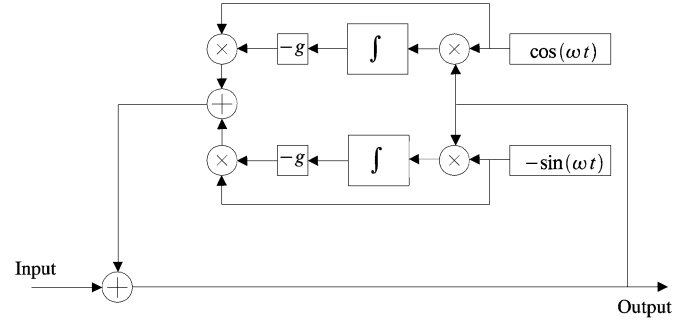 × −g ∫ × cos(ωt)
+
× −g ∫ × −sin(ωt)
Input
+
Output